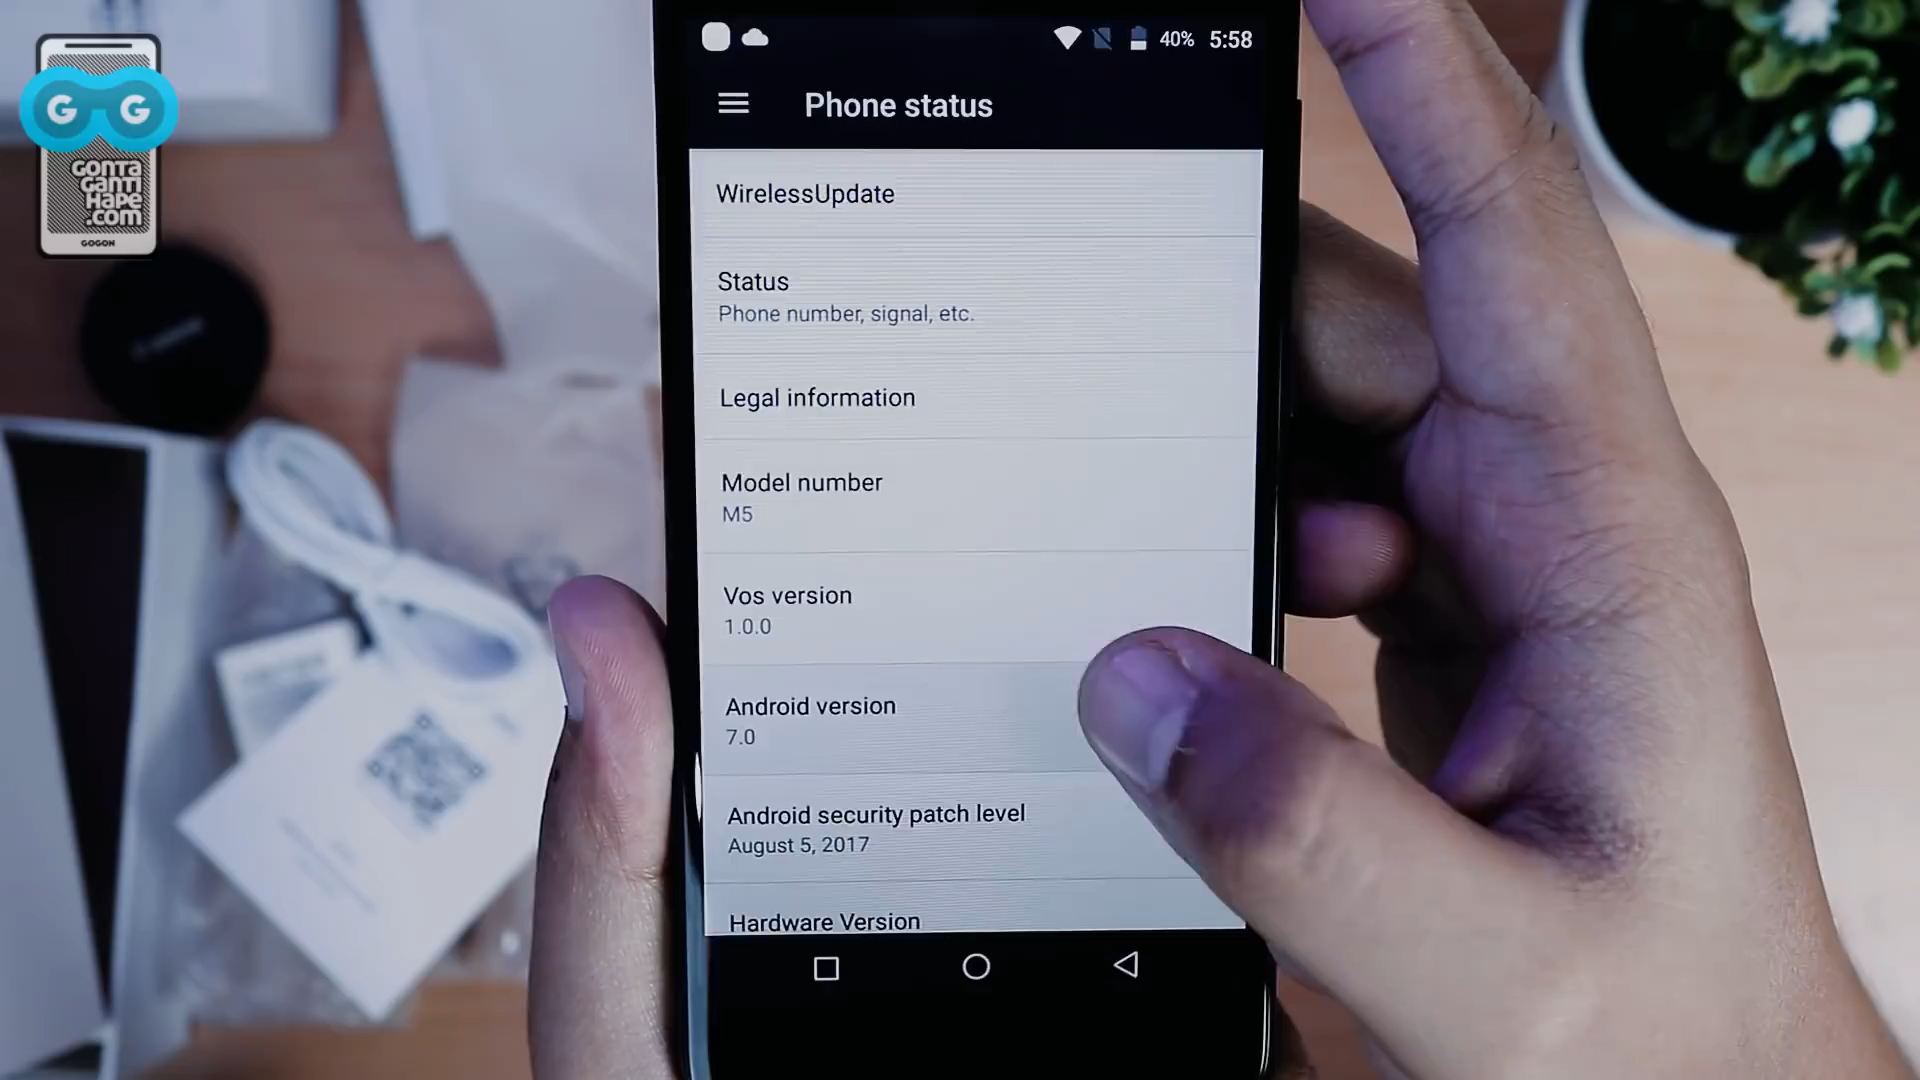 G G
GONTA
GANTI
HAPE
.COM
GOGON
40% 5:58
Phone status
WirelessUpdate
Status
Phone number, signal, etc.
Legal information
Model number
M5
Vos version
1.0.0
Android version
7.0
Android security patch level
August 5, 2017
Hardware Version